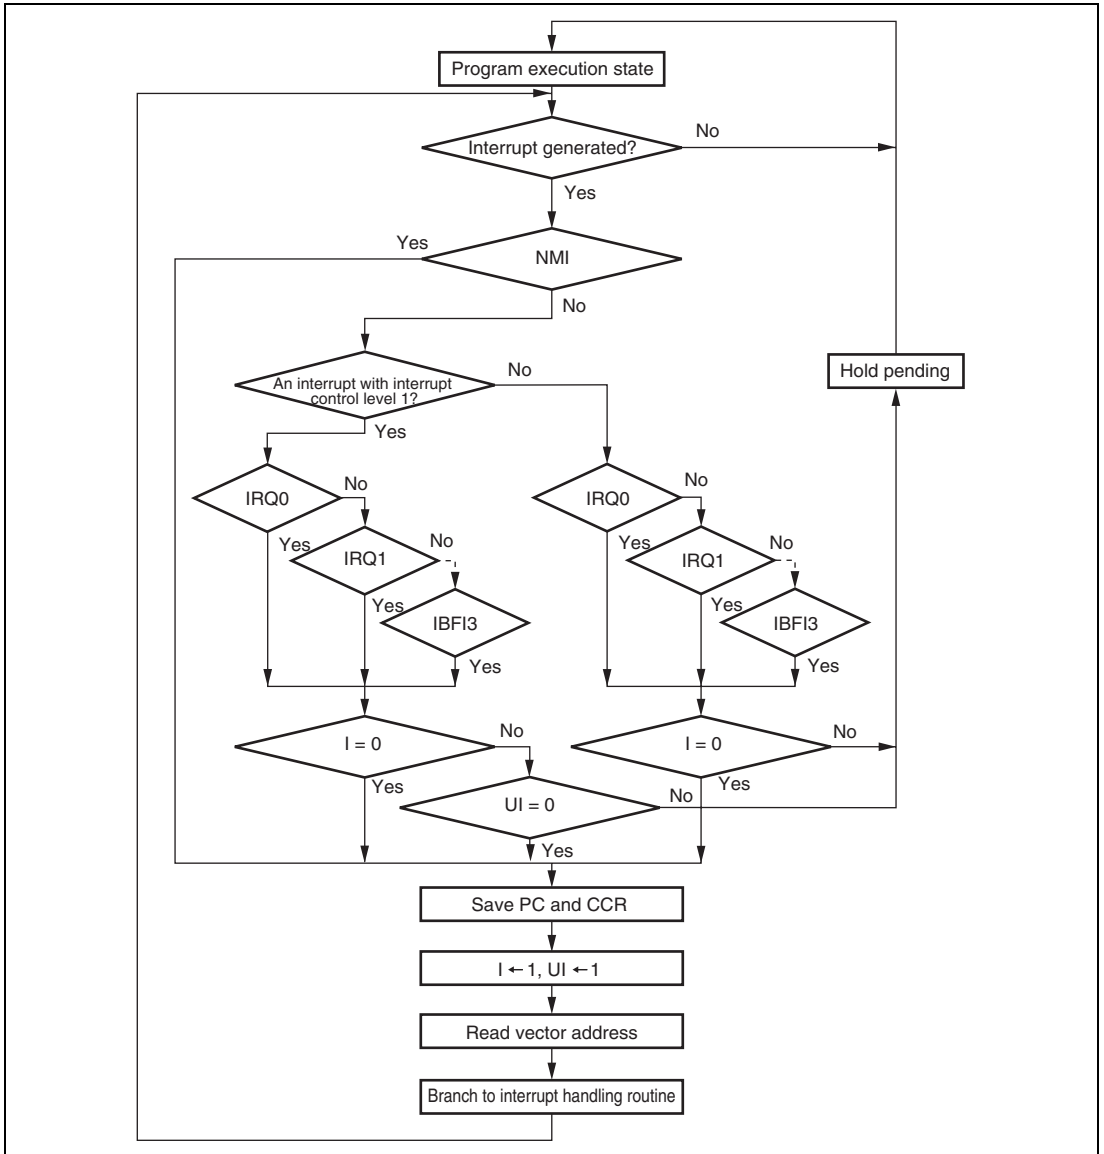 Program execution state
Interrupt generated?
No
Yes
Yes
NMI
No
An interrupt with interrupt
control level 1?
No
Hold pending
Yes
IRQ0
No
IRQ0
No
Yes
IRQ1
No
Yes
IRQ1
No
Yes
IBFI3
Yes
IBFI3
Yes
Yes
I = 0
No
I = 0
No
Yes
UI = 0
No
Yes
Yes
Save PC and CCR
I ← 1, UI ← 1
Read vector address
Branch to interrupt handling routine